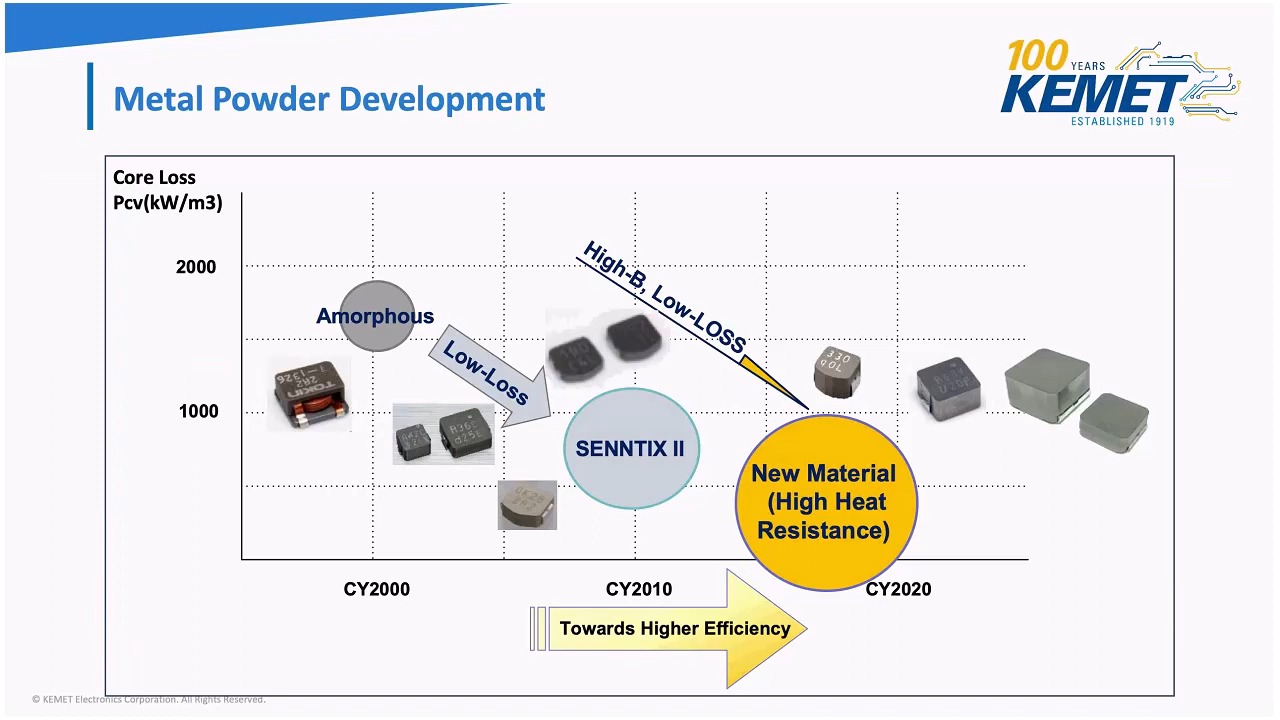 Metal Powder Development
100
YEARS
KEMET
ESTABLISHED 1919
Core Loss
Pcv(kW/m3)
2000
1000
Amorphous
Low-Loss
High-B, Low-LOSS
SENNTIX II
New Material
(High Heat
Resistance)
TOKIN
330
CY2000
CY2010
CY2020
Towards Higher Efficiency
© KEMET Electronics Corporation. All Rights Reserved.